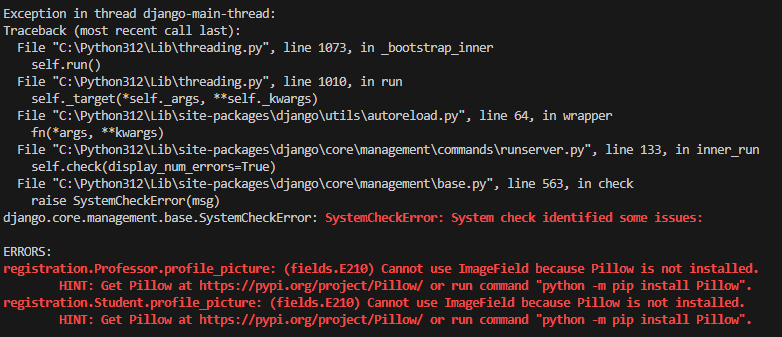 Exception in thread django-main-thread:
Traceback (most recent call last):
  File "C:\Python312\Lib\threading.py", line 1073, in _bootstrap_inner
    self.run()
  File "C:\Python312\Lib\threading.py", line 1010, in run
    self._target(*self._args, **self._kwargs)
  File "C:\Python312\Lib\site-packages\django\utils\autoreload.py", line 64, in wrapper
    fn(*args, **kwargs)
  File "C:\Python312\Lib\site-packages\django\core\management\commands\runserver.py", line 133, in inner_run
    self.check(display_num_errors=True)
  File "C:\Python312\Lib\site-packages\django\core\management\base.py", line 563, in check
    raise SystemCheckError(msg)
django.core.management.base.SystemCheckError: SystemCheckError: System check identified some issues:

ERRORS:
registration.Professor.profile_picture: (fields.E210) Cannot use ImageField because Pillow is not installed.
        HINT: Get Pillow at https://pypi.org/project/Pillow/ or run command "python -m pip install Pillow".
registration.Student.profile_picture: (fields.E210) Cannot use ImageField because Pillow is not installed.
        HINT: Get Pillow at https://pypi.org/project/Pillow/ or run command "python -m pip install Pillow".